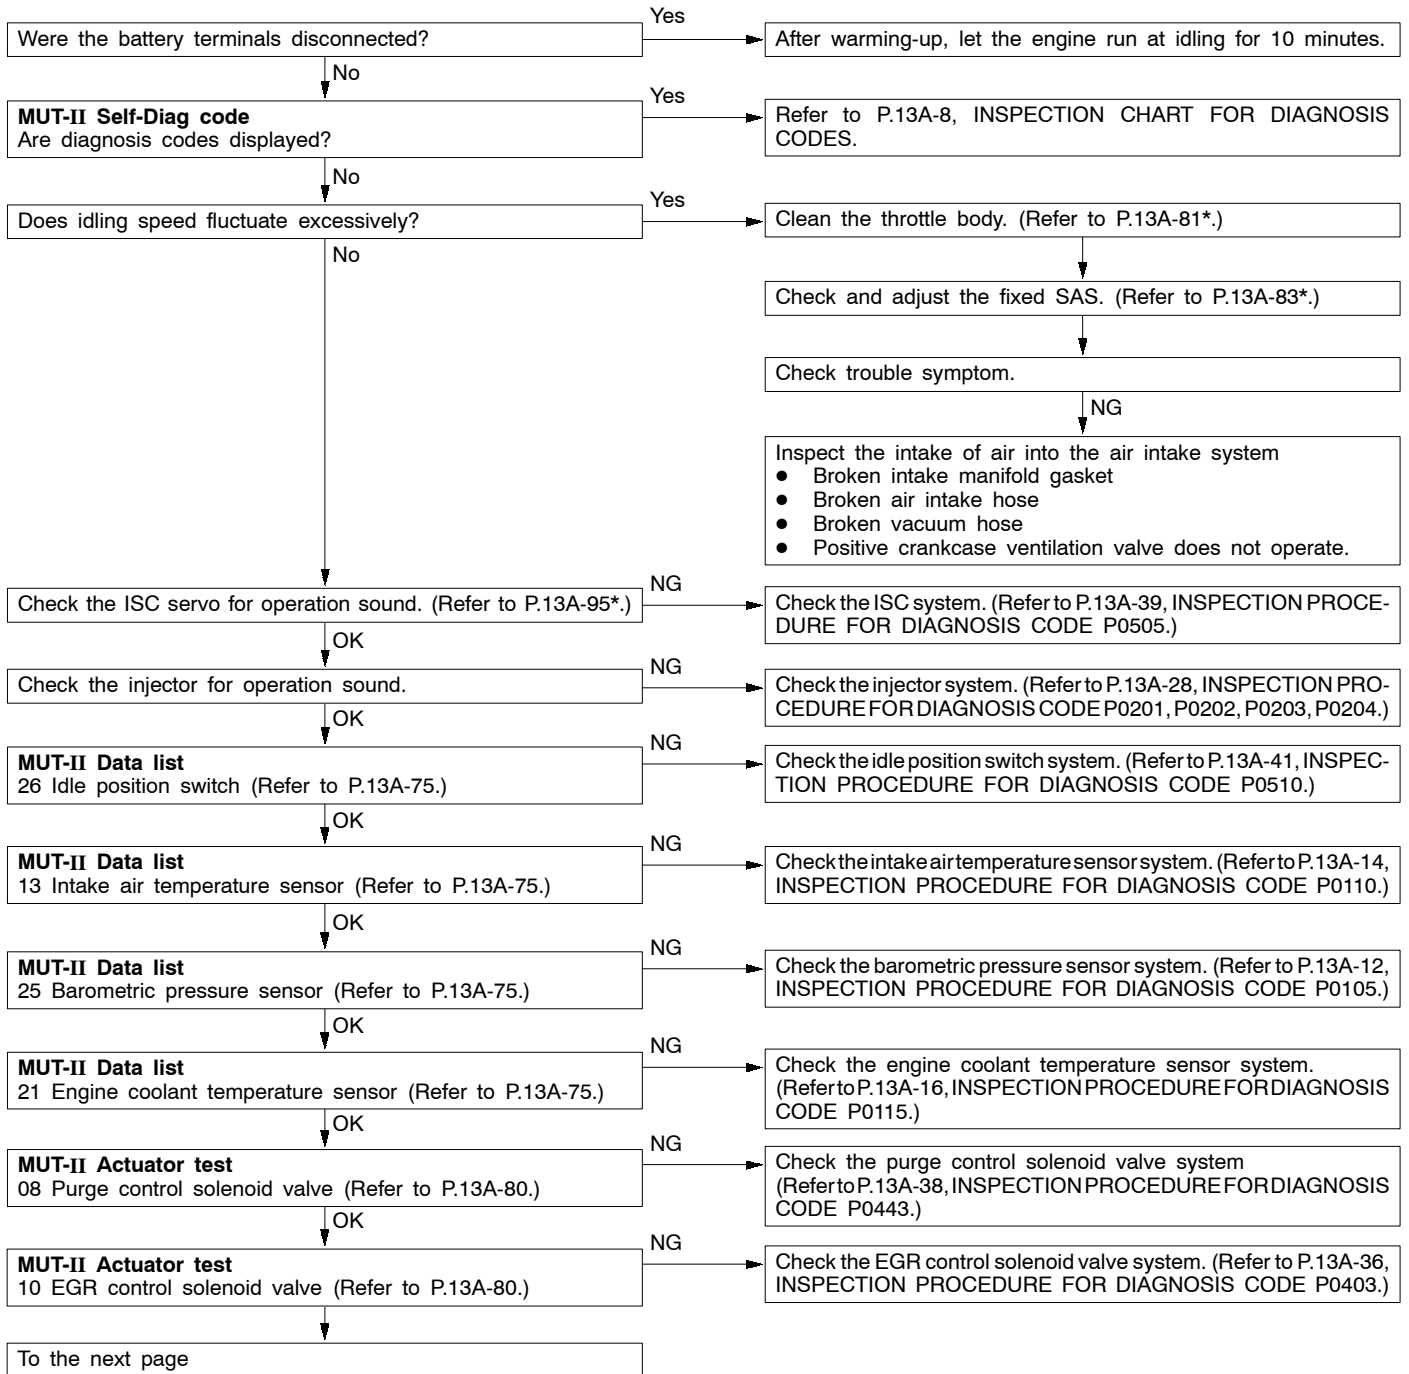 Were the battery terminals disconnected?
Yes
After warming-up, let the engine run at idling for 10 minutes.
No
MUT-II Self-Diag code
Are diagnosis codes displayed?
Yes
Refer to P.13A-8, INSPECTION CHART FOR DIAGNOSIS
CODES.
No
Does idling speed fluctuate excessively?
Yes
Clean the throttle body. (Refer to P.13A-81*.)
No
Check and adjust the fixed SAS. (Refer to P.13A-83*.)
Check trouble symptom.
NG
Inspect the intake of air into the air intake system
● Broken intake manifold gasket
● Broken air intake hose
● Broken vacuum hose
● Positive crankcase ventilation valve does not operate.
Check the ISC servo for operation sound. (Refer to P.13A-95*.)
NG
Check the ISC system. (Refer to P.13A-39, INSPECTION PROCE-
DURE FOR DIAGNOSIS CODE P0505.)
OK
Check the injector for operation sound.
NG
Check the injector system. (Refer to P.13A-28, INSPECTION PRO-
CEDURE FOR DIAGNOSIS CODE P0201, P0202, P0203, P0204.)
OK
MUT-II Data list
26 Idle position switch (Refer to P.13A-75.)
NG
Check the idle position switch system. (Refer to P.13A-41, INSPEC-
TION PROCEDURE FOR DIAGNOSIS CODE P0510.)
OK
MUT-II Data list
13 Intake air temperature sensor (Refer to P.13A-75.)
NG
Check the intake air temperature sensor system. (Refer to P.13A-14,
INSPECTION PROCEDURE FOR DIAGNOSIS CODE P0110.)
OK
MUT-II Data list
25 Barometric pressure sensor (Refer to P.13A-75.)
NG
Check the barometric pressure sensor system. (Refer to P.13A-12,
INSPECTION PROCEDURE FOR DIAGNOSIS CODE P0105.)
OK
MUT-II Data list
21 Engine coolant temperature sensor (Refer to P.13A-75.)
NG
Check the engine coolant temperature sensor system.
(Refer to P.13A-16, INSPECTION PROCEDURE FOR DIAGNOSIS
CODE P0115.)
OK
MUT-II Actuator test
08 Purge control solenoid valve (Refer to P.13A-80.)
NG
Check the purge control solenoid valve system
(Refer to P.13A-38, INSPECTION PROCEDURE FOR DIAGNOSIS
CODE P0443.)
OK
MUT-II Actuator test
10 EGR control solenoid valve (Refer to P.13A-80.)
NG
Check the EGR control solenoid valve system. (Refer to P.13A-36,
INSPECTION PROCEDURE FOR DIAGNOSIS CODE P0403.)
To the next page